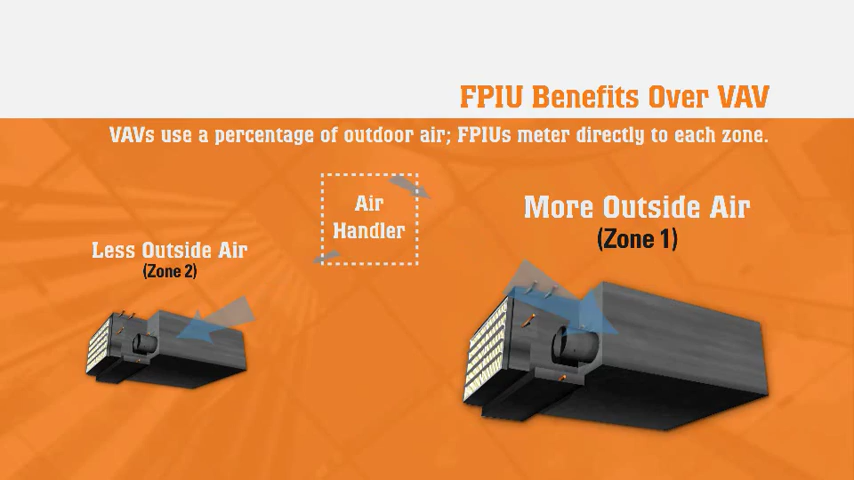 FPIU Benefits Over VAV
VAVs use a percentage of outdoor air; FPIUs meter directly to each zone.
Air
Handler
More Outside Air
(Zone 1)
Less Outside Air
(Zone 2)